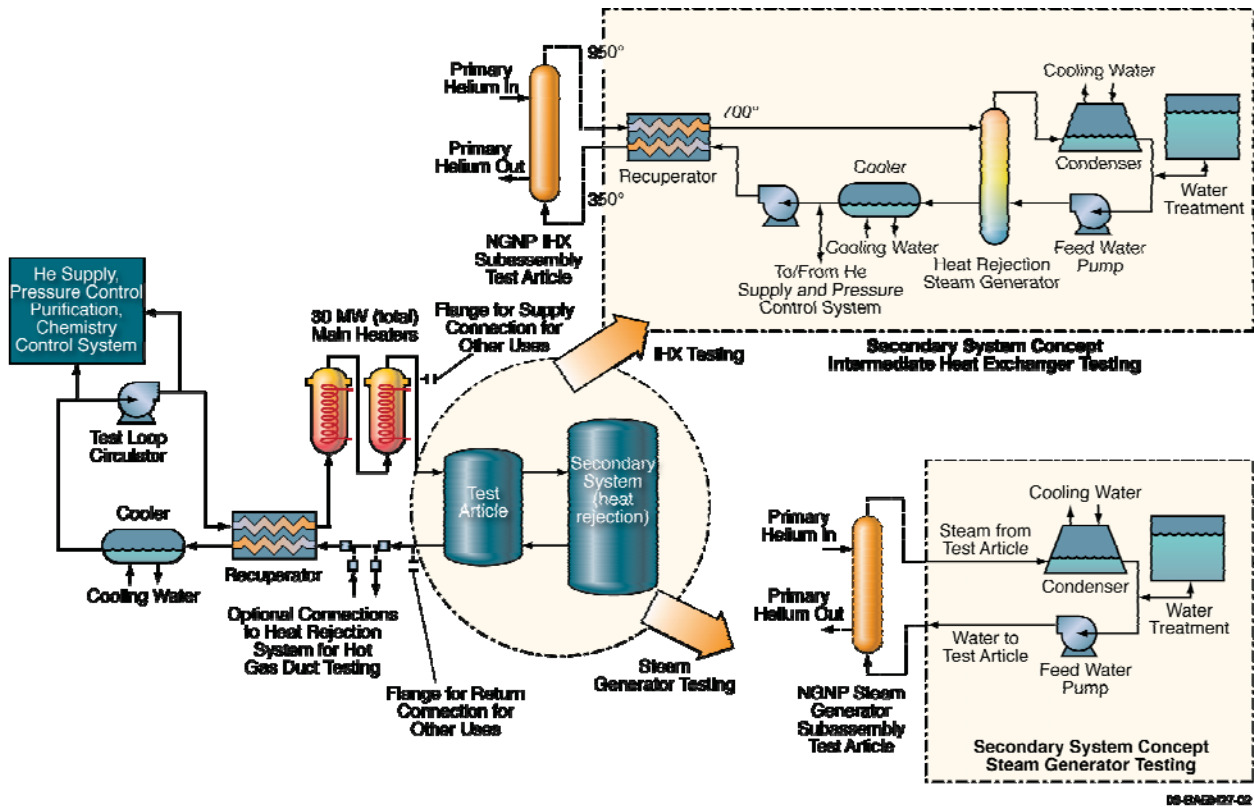 950°
Primary
Helium In
Primary
Helium Out
350°
NGNP IHX
Subassembly
Test Article
700°
Recuperator
Cooler
Cooling Water
To/From He
Supply and Pressure
Control System
Heat Rejection
Steam Generator
Cooling Water
Condenser
Feed Water
Pump
Water
Treatment
Secondary System Concept
Intermediate Heat Exchanger Testing
He Supply,
Pressure Control
Purification,
Chemistry
Control System
Test Loop
Circulator
Cooler
Cooling Water
Recuperator
30 MW (total)
Main Heaters
Flange for Supply
Connection for
Other Uses
IHX Testing
Test
Article
Secondary
System
(heat
rejection)
Optional Connections
to Heat Rejection
System for Hot
Gas Duct Testing
Flange for Return
Connection for
Other Uses
Steam
Generator Testing
Primary
Helium In
Primary
Helium Out
NGNP Steam
Generator
Subassembly
Test Article
Cooling Water
Steam from
Test Article
Condenser
Water to
Test Article
Feed Water
Pump
Water
Treatment
Secondary System Concept
Steam Generator Testing